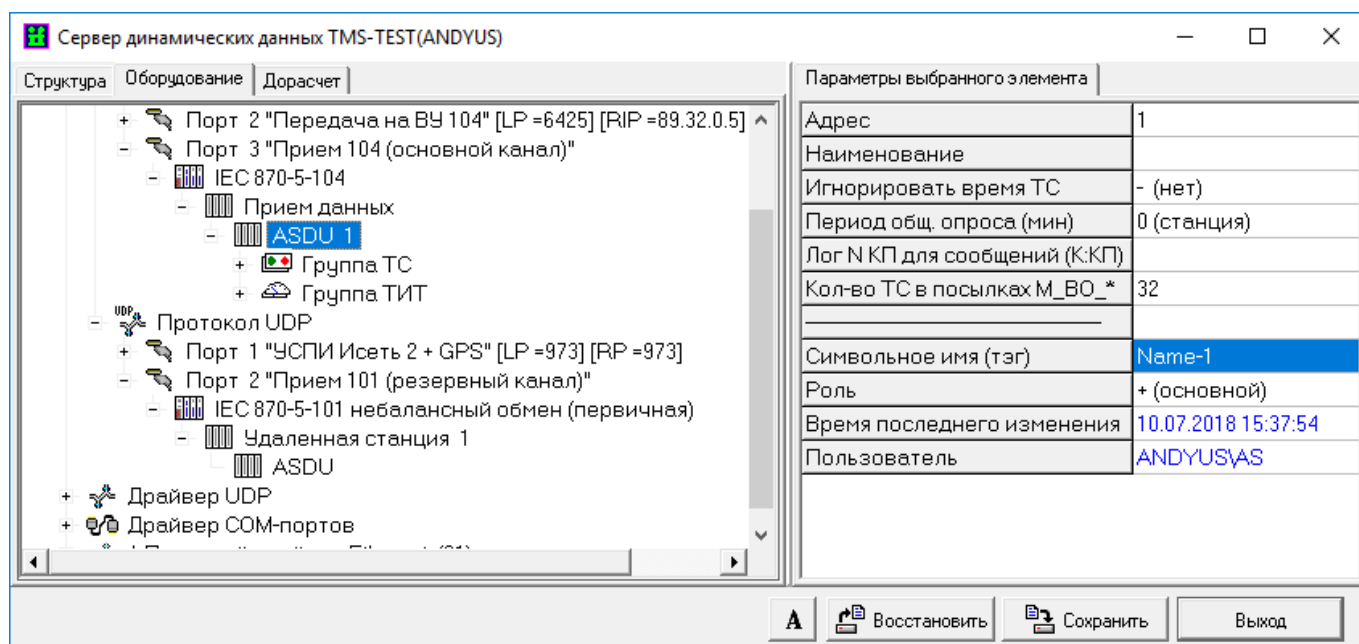 Сервер динамических данных TMS-TEST(ANDYUS)
Структура Оборудование Дорасчет
Порт 2 "Передача на ВУ 104" [LP =6425] [RIP =89.32.0.5]
Порт 3 "Прием 104 (основной канал)"
IEC 870-5-104
Прием данных
ASDU 1
Группа ТС
Группа ТИТ
UDP
Протокол UDP
Порт 1 "УСПИ Исеть 2 + GPS" [LP =973] [RP =973]
Порт 2 "Прием 101 (резервный канал)"
IEC 870-5-101 небалансный обмен (первичная)
Удаленная станция 1
ASDU
Драйвер UDP
Драйвер COM-портов
Параметры выбранного элемента
Адрес 1
Наименование
Игнорировать время ТС - (нет)
Период общ. опроса (мин) 0 (станция)
Лог N КП для сообщений (К:КП)
Кол-во ТС в посылках M_BO_* 32
Символьное имя (тэг) Name-1
Роль + (основной)
Время последнего изменения 10.07.2018 15:37:54
Пользователь ANDYUS\AS
A Восстановить Сохранить Выход